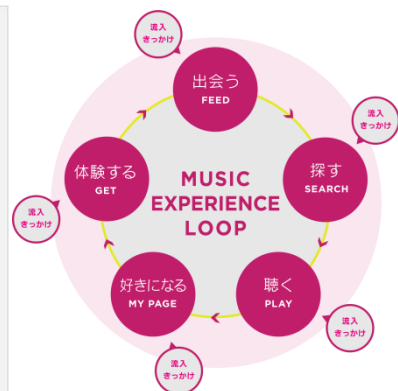 流入
きっかけ
出会う
FEED
流入
きっかけ
探す
SEARCH
流入
きっかけ
聴く
PLAY
流入
きっかけ
好きになる
MY PAGE
流入
きっかけ
体験する
GET
MUSIC
EXPERIENCE
LOOP